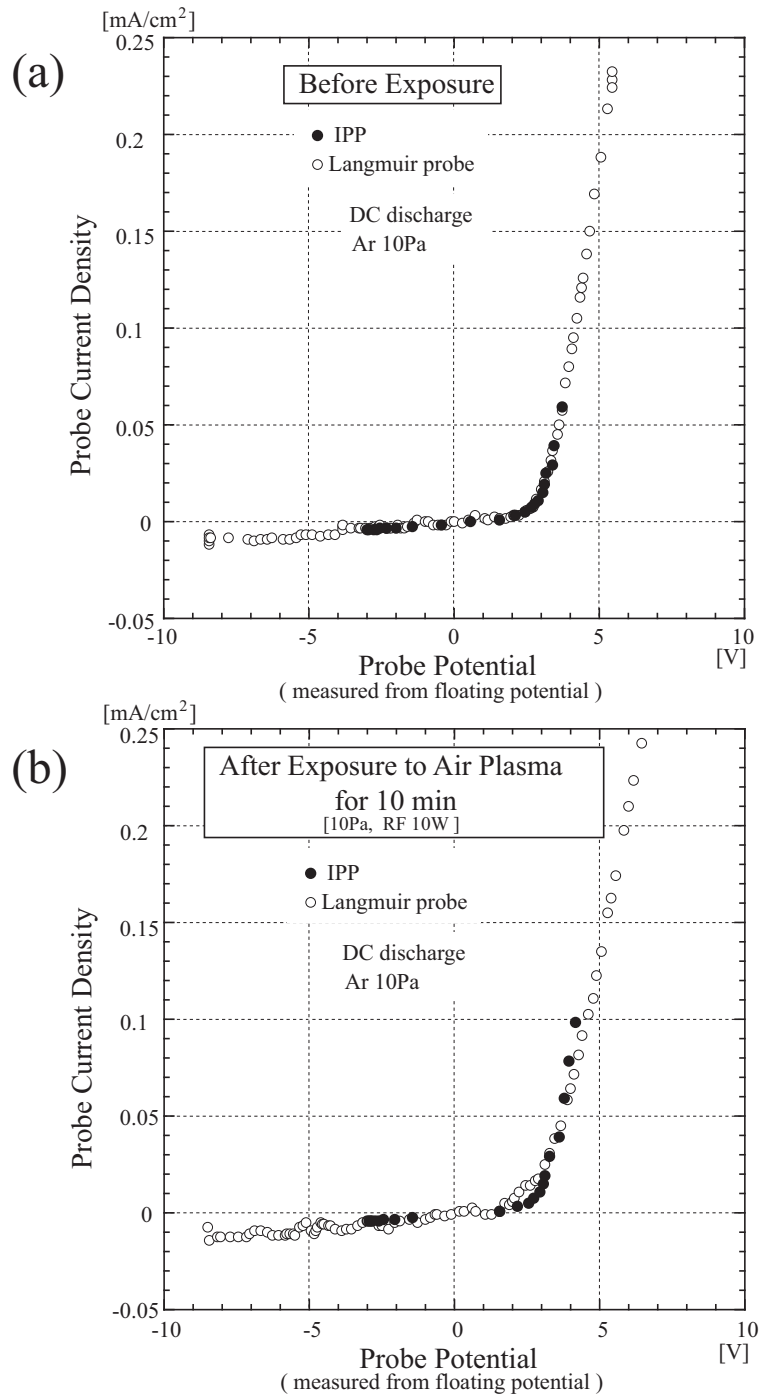 [mA/cm²]
(a)
0.25
0.2
0.15
0.1
0.05
0
-0.05
Probe Current Density
Before Exposure
● IPP
○ Langmuir probe
DC discharge
Ar 10Pa
-10 -5 0 5 10
[V]
Probe Potential
( measured from floating potential )
[mA/cm²]
(b)
0.25
0.2
0.15
0.1
0.05
0
-0.05
Probe Current Density
After Exposure to Air Plasma
for 10 min
[10Pa, RF 10W ]
● IPP
○ Langmuir probe
DC discharge
Ar 10Pa
-10 -5 0 5 10
[V]
Probe Potential
( measured from floating potential )